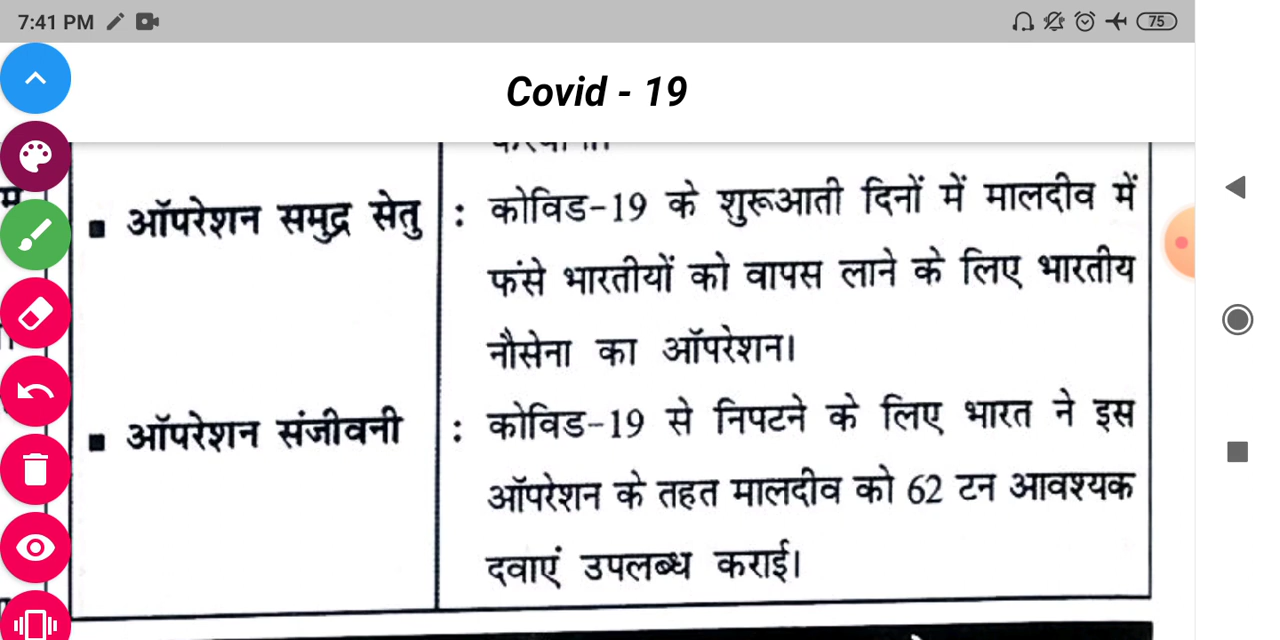 7:41 PM
75
Covid - 19
ऑपरेशन समुद्र सेतु : कोविड-19 के शुरूआती दिनों में मालदीव में
फंसे भारतीयों को वापस लाने के लिए भारतीय
नौसेना का ऑपरेशन।
ऑपरेशन संजीवनी : कोविड-19 से निपटने के लिए भारत ने इस
ऑपरेशन के तहत मालदीव को 62 टन आवश्यक
दवाएं उपलब्ध कराई।